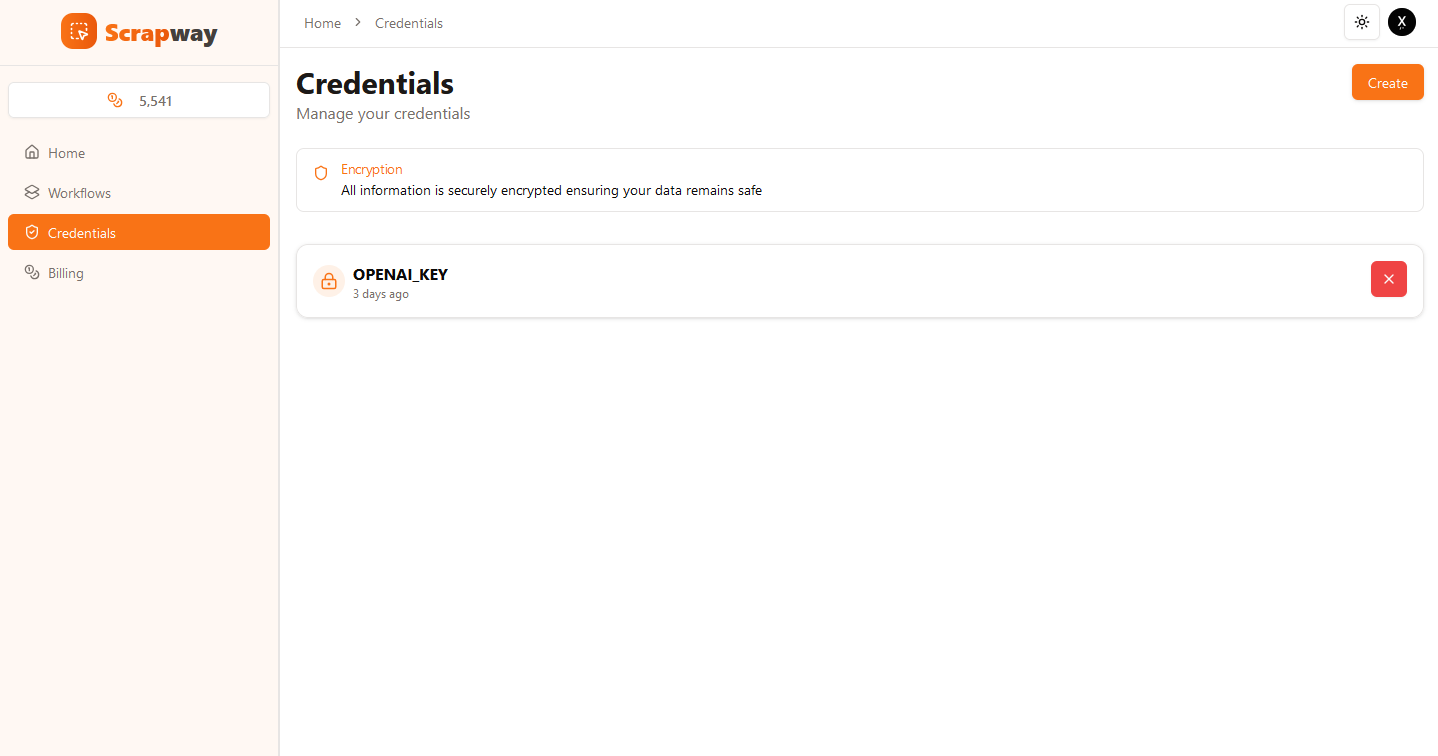 Scrapway
5,541
Home
Workflows
Credentials
Billing
Home > Credentials
X
Credentials
Manage your credentials
Create
Encryption
All information is securely encrypted ensuring your data remains safe
OPENAI_KEY
3 days ago